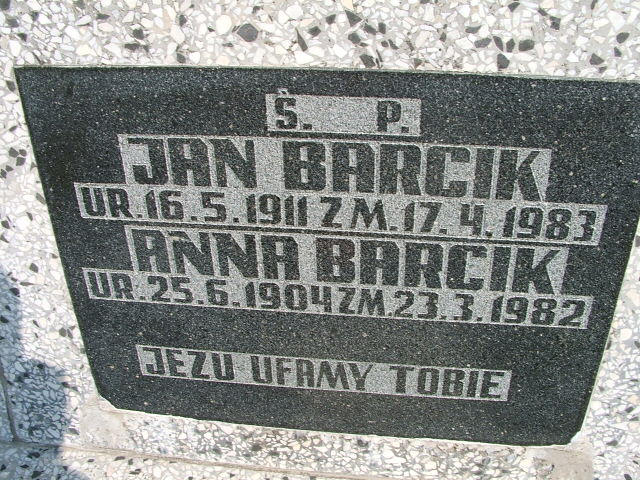 Ś. P.
JAN BARCIK
UR. 16. 5. 1911 ZM. 17. 4. 1983
ANNA BARCIK
UR. 25. 6. 1904 ZM. 23. 3. 1982
JEZU UFAMY TOBIE